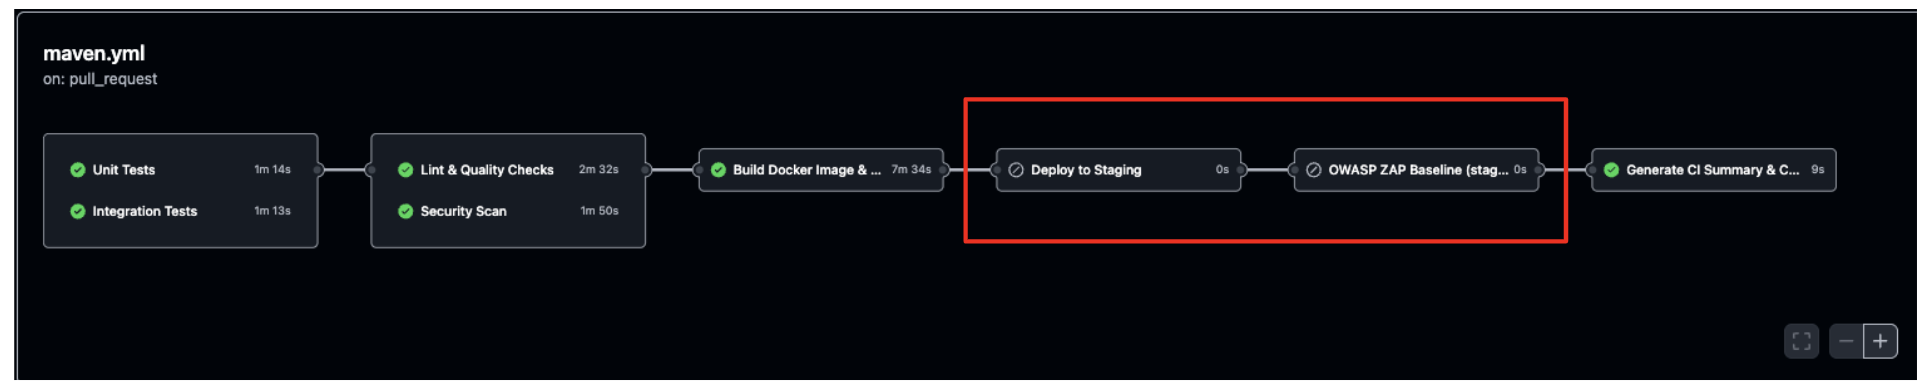 maven.yml
on: pull_request
Unit Tests 1m 14s
Integration Tests 1m 13s
Lint & Quality Checks 2m 32s
Security Scan 1m 50s
Build Docker Image & ... 7m 34s
Deploy to Staging 0s
OWASP ZAP Baseline (stag... 0s
Generate CI Summary & C... 9s